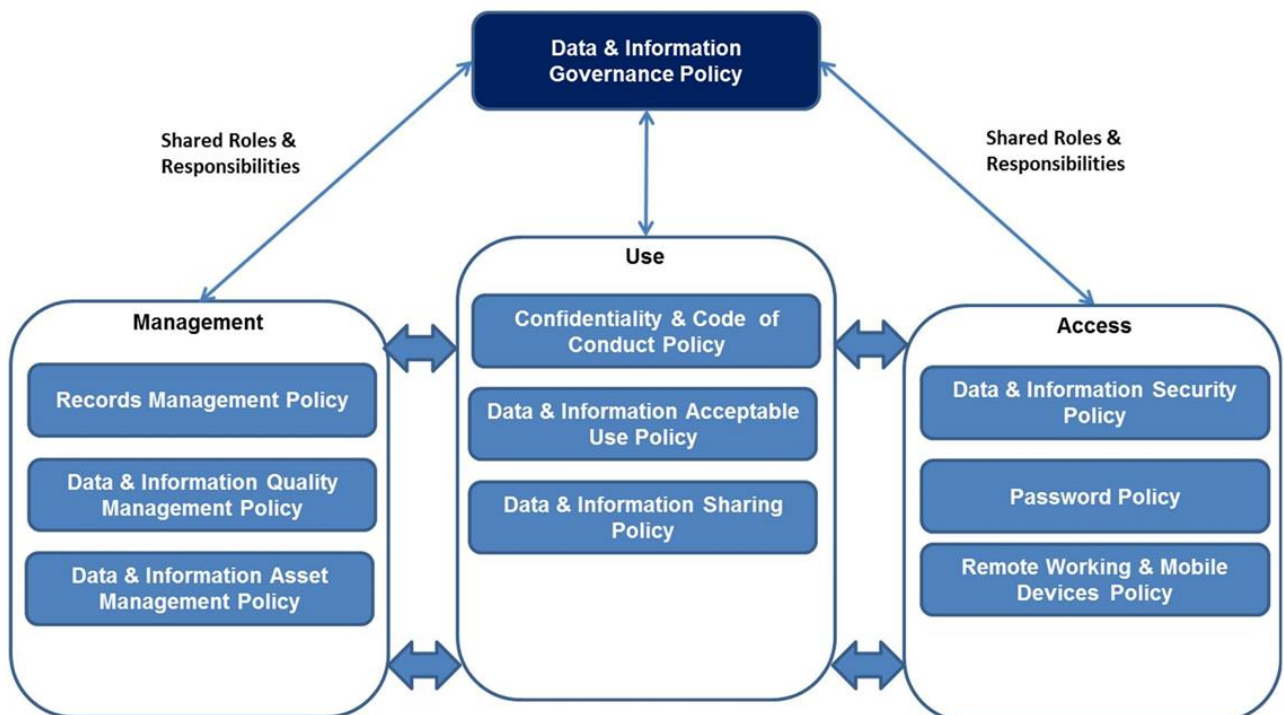 Data & Information
Governance Policy
Shared Roles &
Responsibilities
Shared Roles &
Responsibilities
Management
Records Management Policy
Data & Information Quality
Management Policy
Data & Information Asset
Management Policy
Use
Confidentiality & Code of
Conduct Policy
Data & Information Acceptable
Use Policy
Data & Information Sharing
Policy
Access
Data & Information Security
Policy
Password Policy
Remote Working & Mobile
Devices Policy